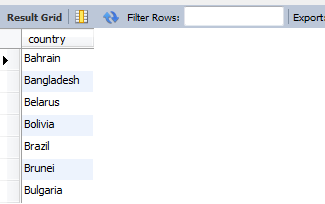 Result Grid Filter Rows: Export:
country
Bahrain
Bangladesh
Belarus
Bolivia
Brazil
Brunei
Bulgaria